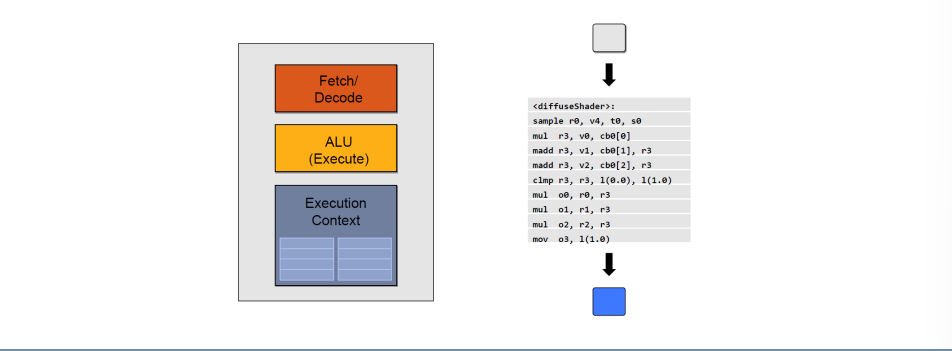 Fetch/
Decode
ALU
(Execute)
Execution
Context
<diffuseShader>:
sample r0, v4, t0, s0
mul  r3, v0, cb0[0]
madd r3, v1, cb0[1], r3
madd r3, v2, cb0[2], r3
clmp r3, r3, l(0.0), l(1.0)
mul  o0, r0, r3
mul  o1, r1, r3
mul  o2, r2, r3
mov  o3, l(1.0)